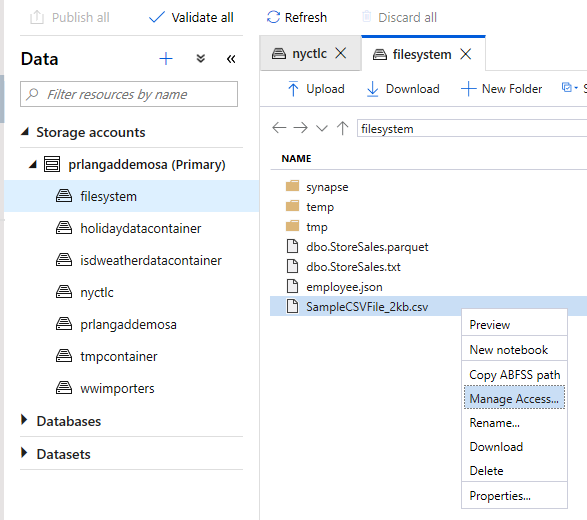 Publish all Validate all Refresh Discard all
Data
Filter resources by name
Storage accounts
prlangaddemosa (Primary)
filesystem
holidaydatacontainer
isdweatherdatacontainer
nyctlc
prlangaddemosa
tmpcontainer
wwimporters
Databases
Datasets
nyctlc filesystem
Upload Download New Folder S
filesystem
NAME
synapse
temp
tmp
dbo.StoreSales.parquet
dbo.StoreSales.txt
employee.json
SampleCSVFile_2kb.csv
Preview
New notebook
Copy ABFSS path
Manage Access...
Rename...
Download
Delete
Properties...